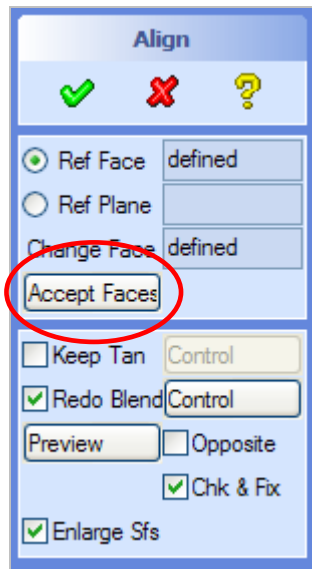 Align
?
Ref Face defined
Ref Plane
Change Face defined
Accept Faces
Keep Tan Control
Redo Blend Control
Preview Opposite
Chk & Fix
Enlarge Sfs